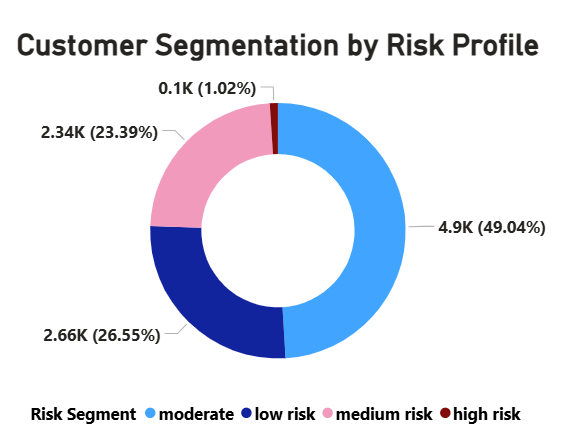 Customer Segmentation by Risk Profile
0.1K (1.02%)
2.34K (23.39%)
4.9K (49.04%)
2.66K (26.55%)
Risk Segment moderate low risk medium risk high risk